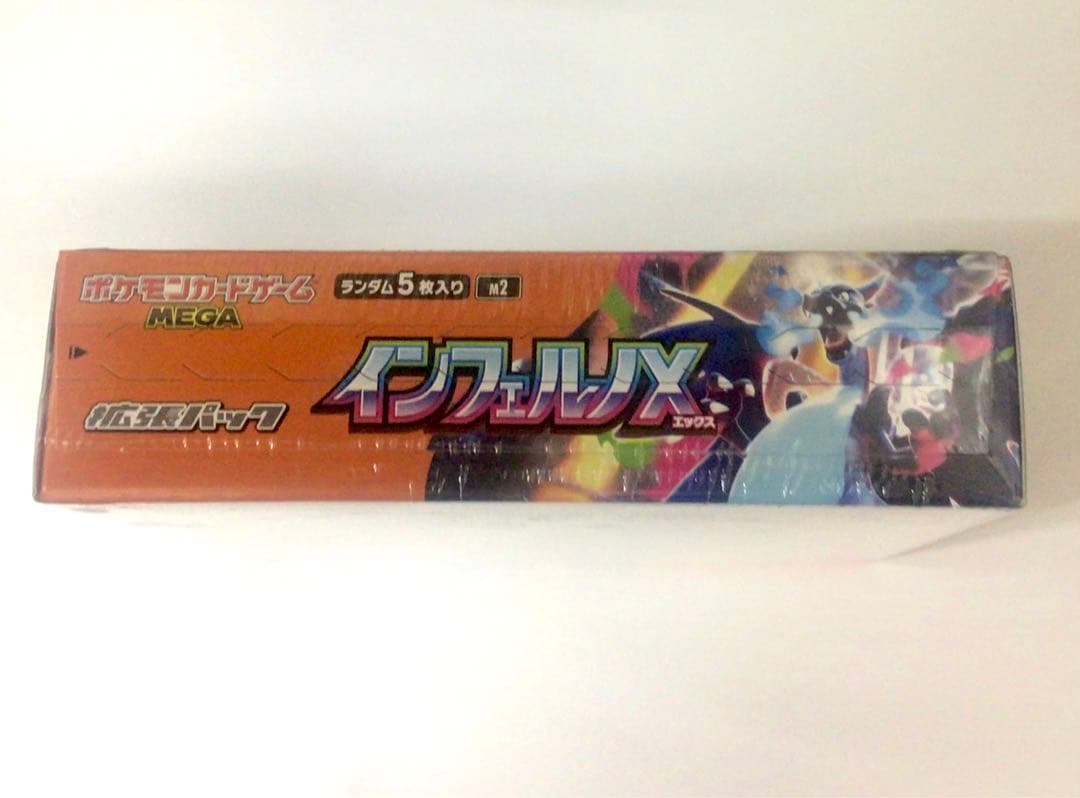 ポケモンカードゲーム
MEGA
ランダム5枚入り
M2
インフェルノX
エックス
拡張パック